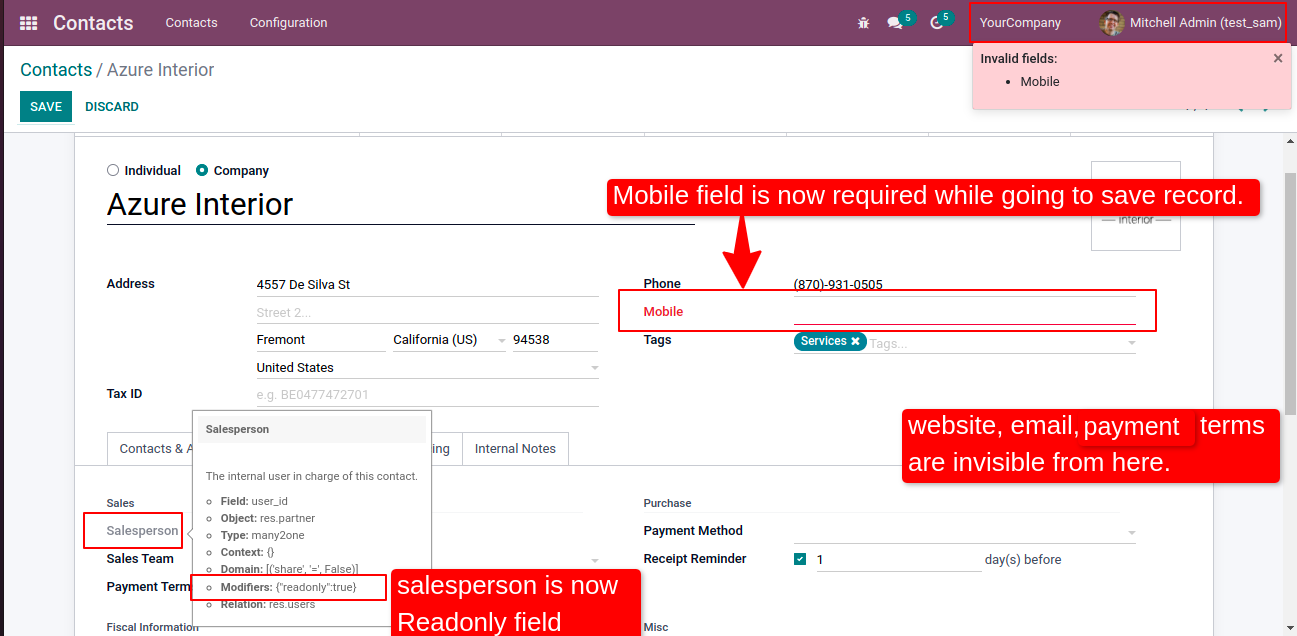 Contacts Contacts Configuration 5 5 YourCompany Mitchell Admin (test_sam)
Contacts / Azure Interior
Invalid fields:
Mobile
SAVE DISCARD
Individual Company
Mobile field is now required while going to save record.
Azure Interior
Interior
Address 4557 De Silva St
Street 2...
Fremont California (US) 94538
United States
Tax ID e.g. BE0477472701
Phone (870)-931-0505
Mobile
Tags Services Tags...
website, email, payment terms
are invisible from here.
Contacts & A ing Internal Notes
Salesperson
The internal user in charge of this contact.
Field: user_id
Object: res.partner
Type: many2one
Context: {}
Domain: [('share', '=', False)]
Modifiers: {"readonly":true}
Relation: res.users
Sales
Salesperson
Sales Team
Payment Term
Fiscal Information
salesperson is now
Readonly field
Purchase
Payment Method
Receipt Reminder 1 day(s) before
Misc